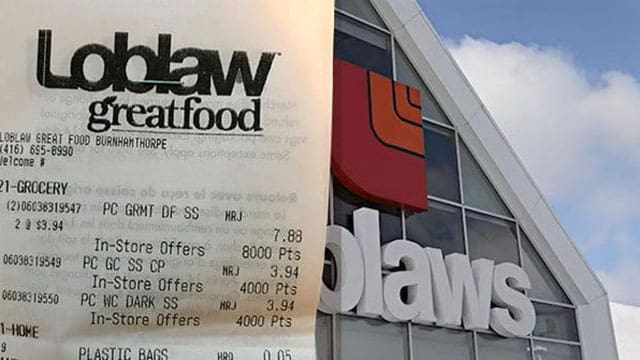 Loblaw™
greatfood
LOBLAW GREAT FOOD BURNHAMTHORPE
(416) 695-8990
Welcome #
21-GROCERY
(2)06038319547 PC GRMT DF SS MRJ
2 @ $3.94 7.88
In-Store Offers 8000 Pts
06038319549 PC GC SS CP MRJ 3.94
In-Store Offers 4000 Pts
06038319550 PC WC DARK SS MRJ 3.94
In-Store Offers 4000 Pts
1-HOME
9 PLASTIC BAGS HRQ 0.05
blaws